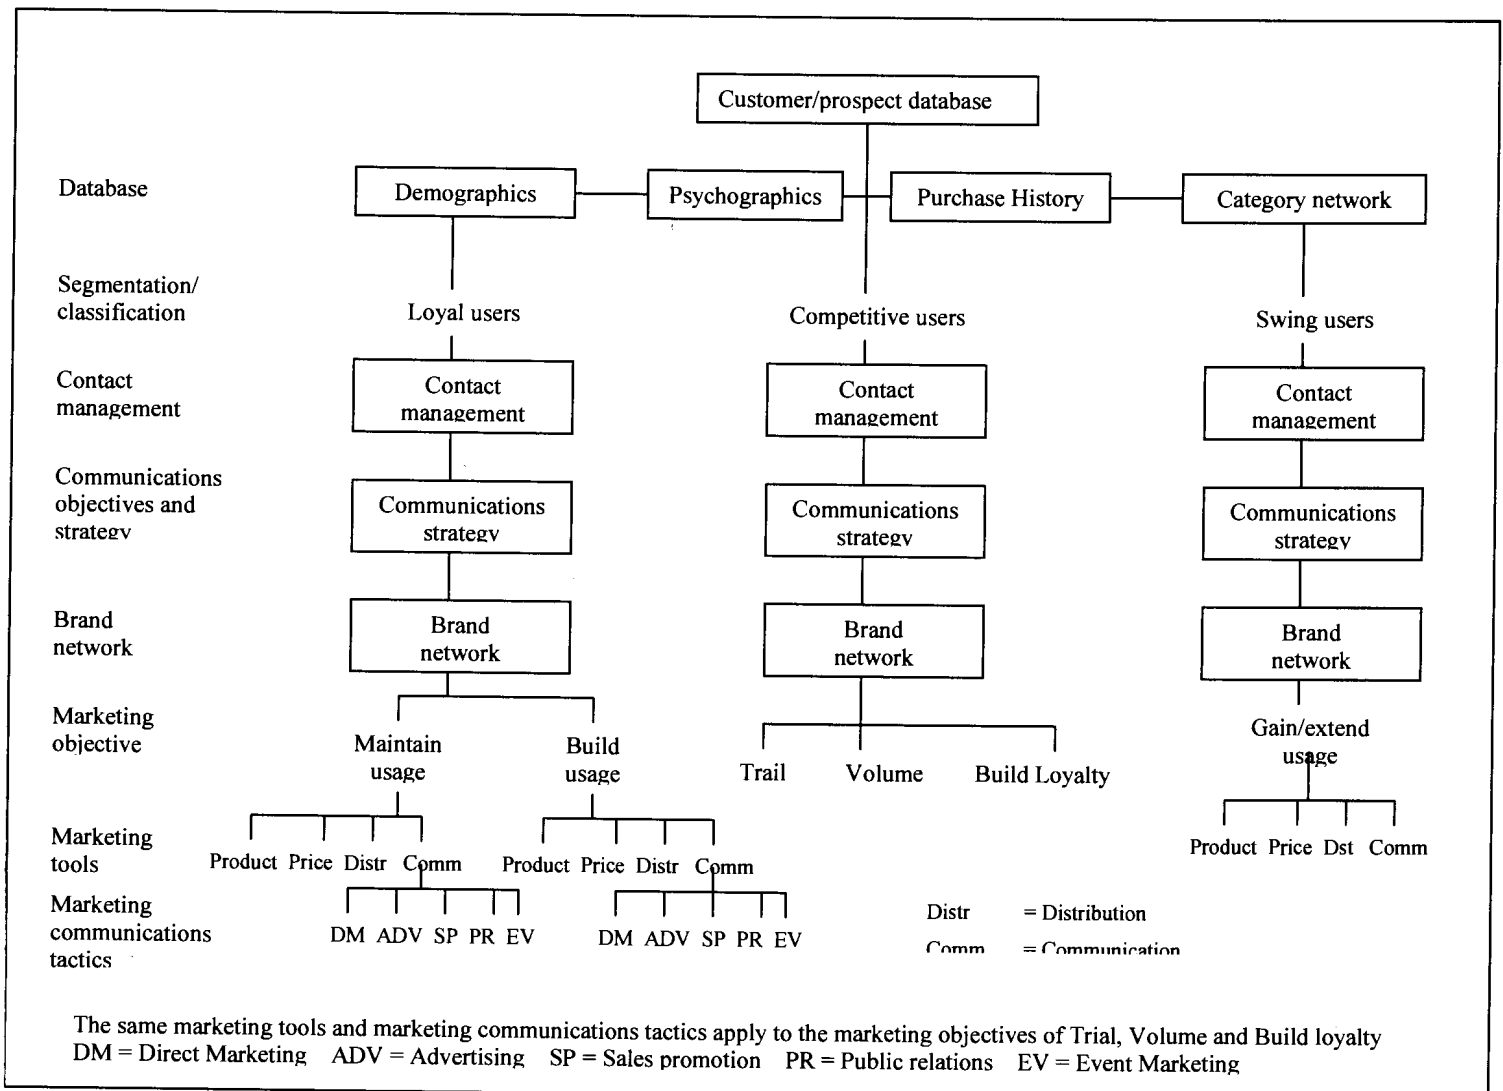 Customer/prospect database
Database
Demographics
Psychographics
Purchase History
Category network
Segmentation/
classification
Loyal users
Competitive users
Swing users
Contact
management
Contact
management
Contact
management
Contact
management
Communications
objectives and
strategy
Communications
strategy
Communications
strategy
Communications
strategy
Brand
network
Brand
network
Brand
network
Brand
network
Marketing
objective
Maintain
usage
Build
usage
Trail
Volume
Build Loyalty
Gain/extend
usage
Marketing
tools
Product Price Distr Comm
Product Price Distr Comm
Product Price Dst Comm
Marketing
communications
tactics
DM ADV SP PR EV
DM ADV SP PR EV
Distr = Distribution
Comm = Communication
The same marketing tools and marketing communications tactics apply to the marketing objectives of Trial, Volume and Build loyalty
DM = Direct Marketing ADV = Advertising SP = Sales promotion PR = Public relations EV = Event Marketing